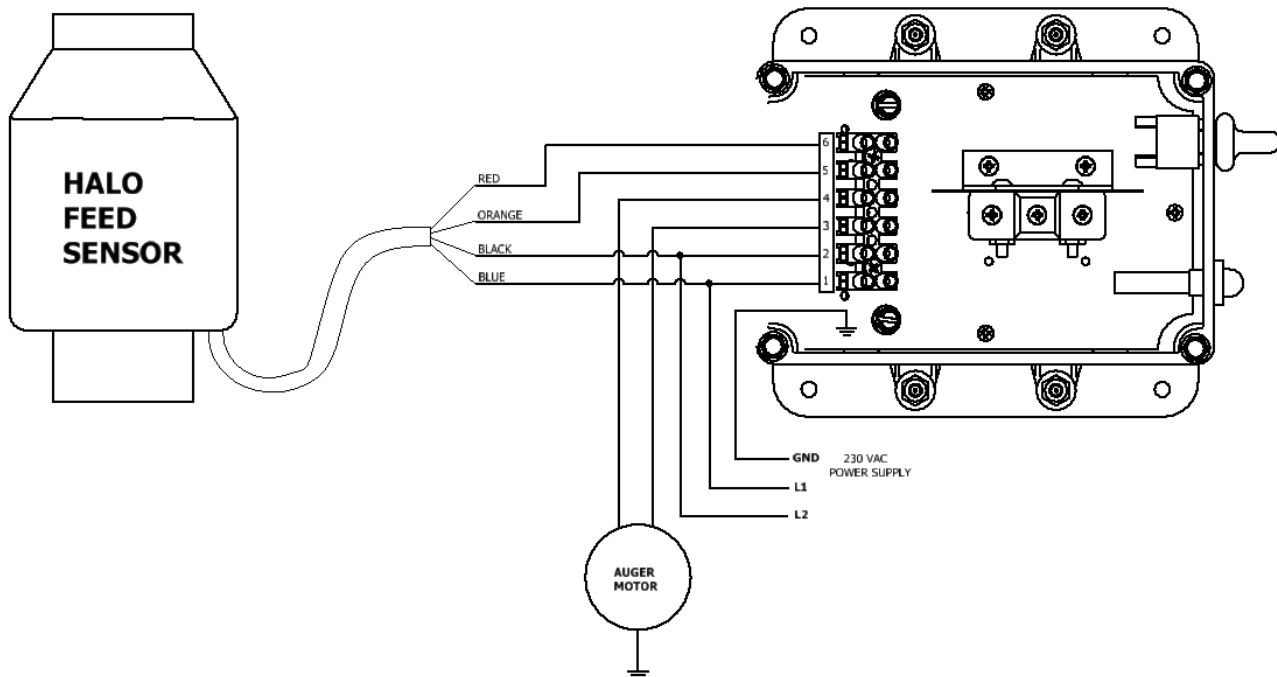 HALO
FEED
SENSOR
RED
ORANGE
BLACK
BLUE
6
5
4
3
2
1
GND
230 VAC
POWER SUPPLY
L1
L2
AUGER
MOTOR